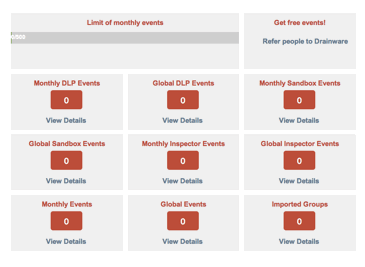 Limit of monthly events
Get free events!
Refer people to Drainware
Monthly DLP Events
0
View Details
Global DLP Events
0
View Details
Monthly Sandbox Events
0
View Details
Global Sandbox Events
0
View Details
Monthly Inspector Events
0
View Details
Global Inspector Events
0
View Details
Monthly Events
0
View Details
Global Events
0
View Details
Imported Groups
0
View Details